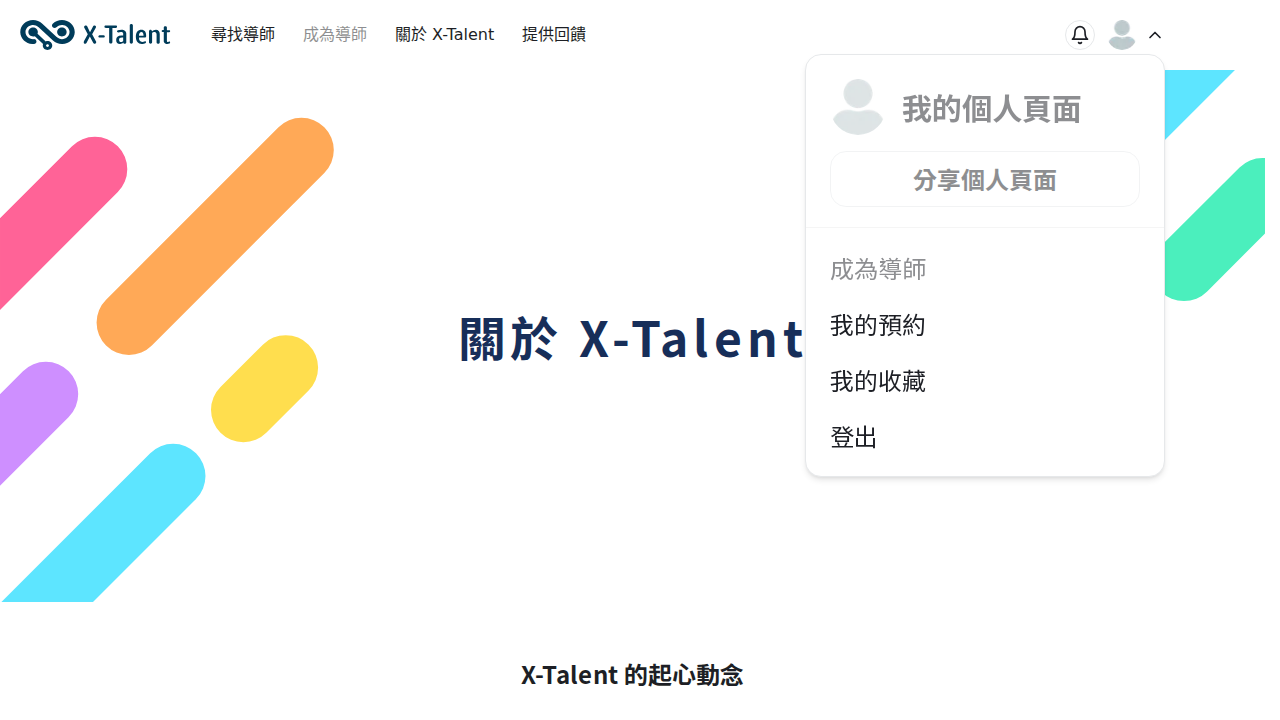 X-Talent
尋找導師
成為導師
關於 X-Talent
提供回饋
我的個人頁面
分享個人頁面
成為導師
我的預約
我的收藏
登出
關於 X-Talent
X-Talent 的起心動念